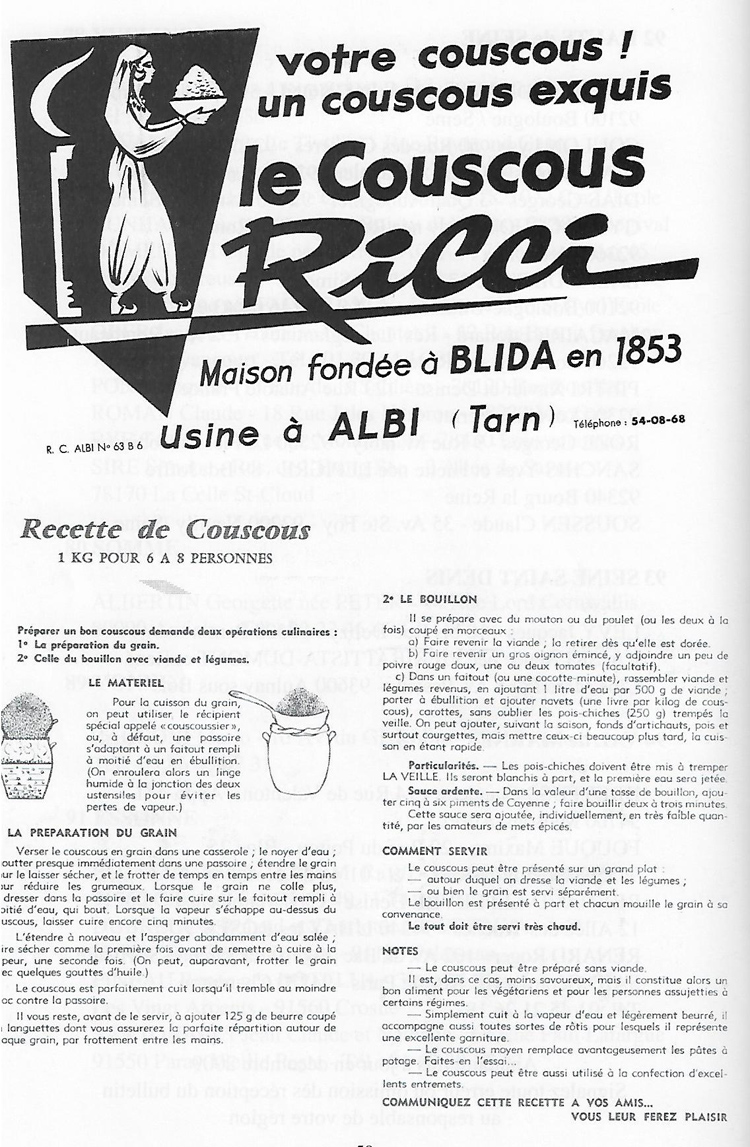 votre couscous !
un couscous exquis
le Couscous
Ricci
Maison fondée à BLIDA en 1853
usine à ALBI (Tarn) Téléphone : 54-08-68
R. C. ALBI N° 63 B 6
Recette de Couscous
1 KG POUR 6 A 8 PERSONNES
Préparer un bon couscous demande deux opérations culinaires :
1° La préparation du grain.
2° Celle du bouillon avec viande et légumes.
LE MATERIEL
Pour la cuisson du grain,
on peut utiliser le récipient
spécial appelé « couscoussier »,
ou, à défaut, une passoire
s'adaptant à un faitout rempli
à moitié d'eau en ébullition.
(On enroulera alors un linge
humide à la jonction des deux
ustensiles pour éviter les
pertes de vapeur.)
LA PREPARATION DU GRAIN
Verser le couscous en grain dans une casserole ; le noyer d'eau ;
outter presque immédiatement dans une passoire ; étendre le grain
ur le laisser sécher, et le frotter de temps en temps entre les mains
ur réduire les grumeaux. Lorsque le grain ne colle plus,
dresser dans la passoire et le faire cuire sur le faitout rempli à
oitié d'eau, qui bout. Lorsque la vapeur s'échappe au-dessus du
uscous, laisser cuire encore cinq minutes.
L'étendre à nouveau et l'asperger abondamment d'eau salée ;
ire sécher comme la première fois avant de remettre à cuire à la
peur, une seconde fois. (On peut, auparavant, frotter le grain
ec quelques gouttes d'huile.)
Le couscous est parfaitement cuit lorsqu'il tremble au moindre
oc contre la passoire.
Il vous reste, avant de le servir, à ajouter 125 g de beurre coupé
languettes dont vous assurerez la parfaite répartition autour de
aque grain, par frottement entre les mains.
2° LE BOUILLON
Il se prépare avec du mouton ou du poulet (ou les deux à la
fois) coupé en morceaux :
a) Faire revenir la viande ; la retirer dès qu'elle est dorée.
b) Faire revenir un gros oignon émincé, y adjoindre un peu de
poivre rouge doux, une ou deux tomates (facultatif).
c) Dans un faitout (ou une cocotte-minute), rassembler viande et
légumes revenus, en ajoutant 1 litre d'eau par 500 g de viande ;
porter à ébullition et ajouter navets (une livre par kilog de cous-
cous), carottes, sans oublier les pois-chiches (250 g) trempés la
veille. On peut ajouter, suivant la saison, fonds d'artichauts, pois et
surtout courgettes, mais mettre ceux-ci beaucoup plus tard, la cuis-
son en étant rapide.
Particularités. — Les pois-chiches doivent être mis à tremper
LA VEILLE. Ils seront blanchis à part, et la première eau sera jetée.
Sauce ardente. — Dans la valeur d'une tasse de bouillon, ajou-
ter cinq à six piments de Cayenne ; faire bouillir deux à trois minutes.
Cette sauce sera ajoutée, individuellement, en très faible quan-
tité, par les amateurs de mets épicés.
COMMENT SERVIR
Le couscous peut être présenté sur un grand plat :
— autour duquel on dresse la viande et les légumes ;
— ou bien le grain est servi séparément.
Le bouillon est présenté à part et chacun mouille le grain à sa
convenance.
Le tout doit être servi très chaud.
NOTES
— Le couscous peut être préparé sans viande.
Il est, dans ce cas, moins savoureux, mais il constitue alors un
bon aliment pour les végétariens et pour les personnes assujetties à
certains régimes.
— Simplement cuit à la vapeur d'eau et légèrement beurré, il
accompagne aussi toutes sortes de rôtis pour lesquels il représente
une excellente garniture.
— Le couscous moyen remplace avantageusement les pâtes à
potage. Faites-en l'essai...
— Le couscous peut être aussi utilisé à la confection d'excel-
lents entremets.
COMMUNIQUEZ CETTE RECETTE A VOS AMIS...
VOUS LEUR FEREZ PLAISIR